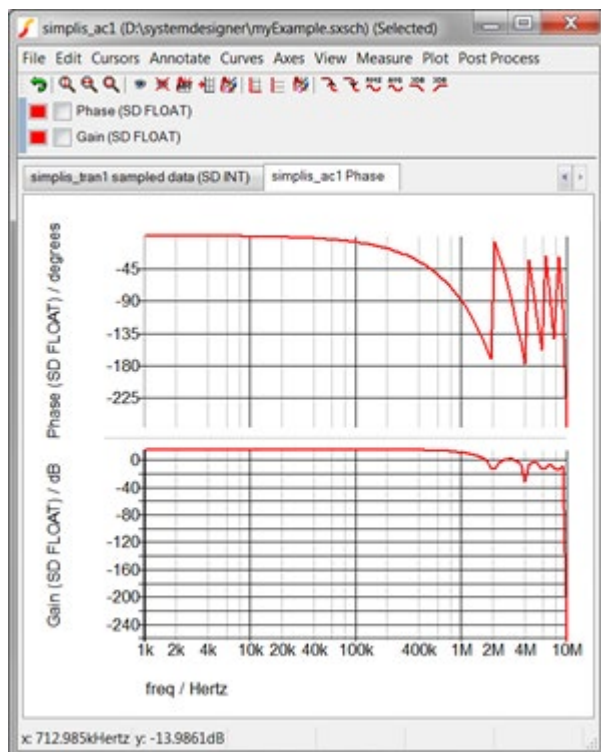 simplis_ac1 (D:\systemdesigner\myExample.sxsch) (Selected)
File Edit Cursors Annotate Curves Axes View Measure Plot Post Process
Phase (SD FLOAT)
Gain (SD FLOAT)
simplis_tran1 sampled data (SD INT) simplis_ac1 Phase
Phase (SD FLOAT) / degrees
-45
-90
-135
-180
-225
Gain (SD FLOAT) / dB
0
-40
-80
-120
-160
-200
-240
1k 2k 4k 10k 20k 40k 100k 400k 1M 2M 4M 10M
freq / Hertz
x: 712.985kHertz y: -13.9861dB